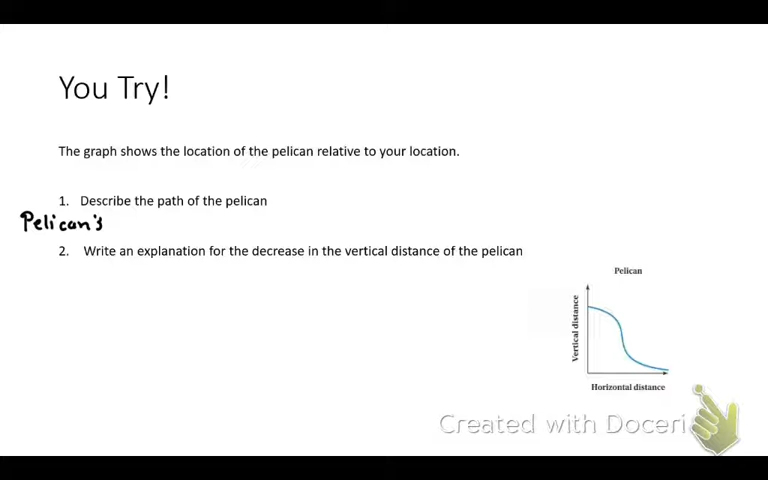 You Try!
The graph shows the location of the pelican relative to your location.
1. Describe the path of the pelican
Pelican's
2. Write an explanation for the decrease in the vertical distance of the pelican
Pelican
Vertical distance
Horizontal distance
Created with Doceri